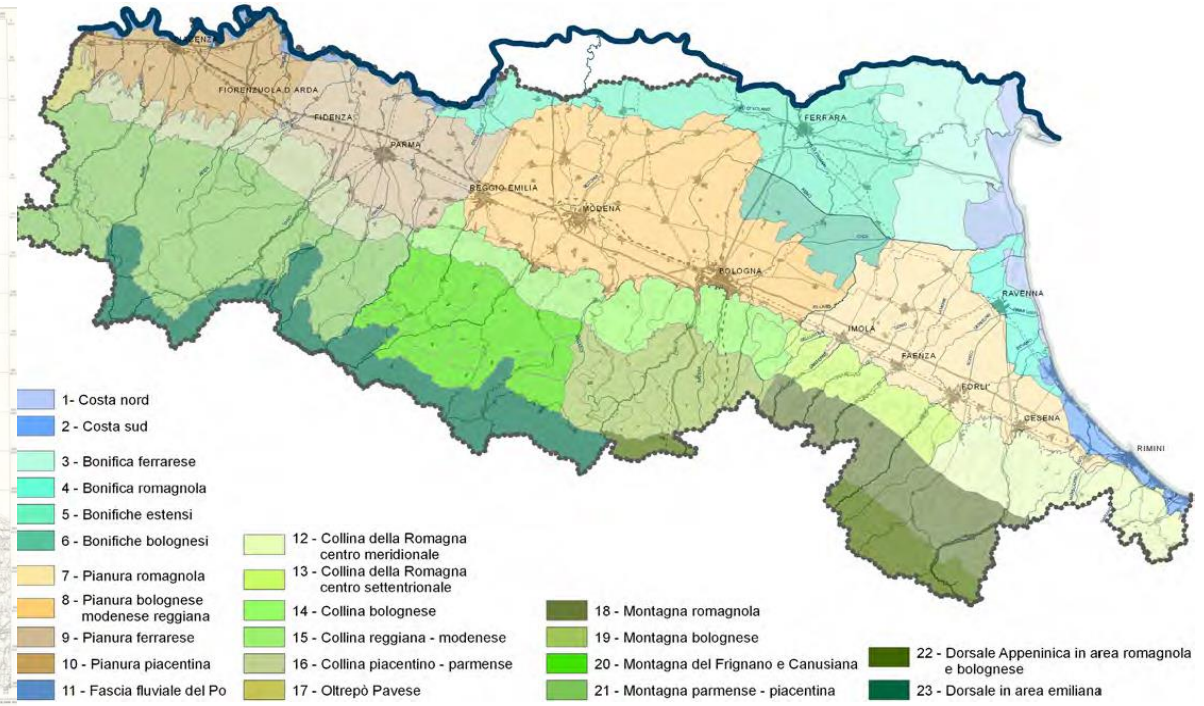 FIORENZUOLA D ARDA
FIDENZA
PARMA
FERRARA
REGGIO EMILIA
MODENA
BOLOGNA
RAVENNA
IMOLA
FAENZA
FORLI'
CESENA
RIMINI
1- Costa nord
2 - Costa sud
3 - Bonifica ferrarese
4 - Bonifica romagnola
5 - Bonifiche estensi
6 - Bonifiche bolognesi
7 - Pianura romagnola
8 - Pianura bolognese
modenese reggiana
9 - Pianura ferrarese
10 - Pianura piacentina
11 - Fascia fluviale del Po
12 - Collina della Romagna
centro meridionale
13 - Collina della Romagna
centro settentrionale
14 - Collina bolognese
15 - Collina reggiana - modenese
16 - Collina piacentino - parmense
17 - Oltrepò Pavese
18 - Montagna romagnola
19 - Montagna bolognese
20 - Montagna del Frignano e Canusiana
21 - Montagna parmense - piacentina
22 - Dorsale Appeninica in area romagnola
e bolognese
23 - Dorsale in area emiliana